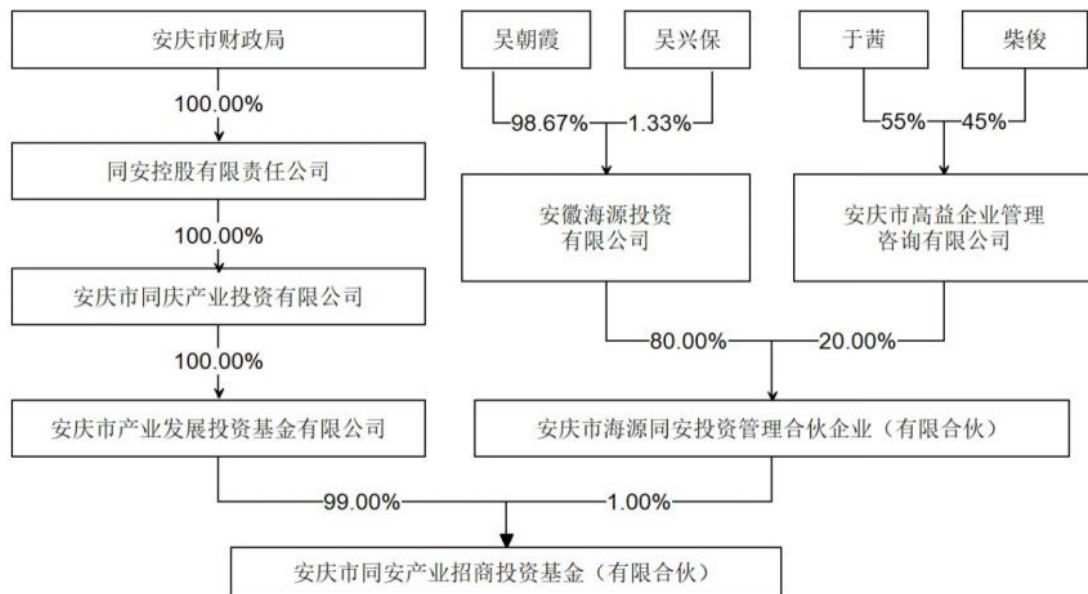 安庆市财政局
吴朝霞
吴兴保
于茜
柴俊
100.00%
98.67%
1.33%
55%
45%
同安控股有限责任公司
安徽海源投资
有限公司
安庆市高益企业管理
咨询有限公司
100.00%
安庆市同庆产业投资有限公司
80.00%
20.00%
100.00%
安庆市产业发展投资基金有限公司
安庆市海源同安投资管理合伙企业（有限合伙）
99.00%
1.00%
安庆市同安产业招商投资基金（有限合伙）